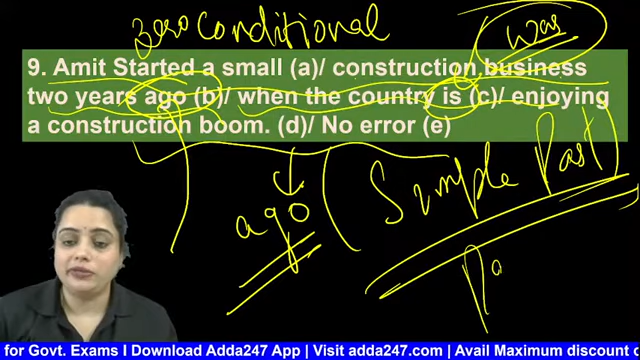 zero conditional
was
9. Amit Started a small (a)/ construction business
two years ago (b)/ when the country is (c)/ enjoying
a construction boom. (d)/ No error (e)
ago
Simple Past
Pa
for Govt. Exams I Download Adda247 App | Visit adda247.com | Avail Maximum discount o